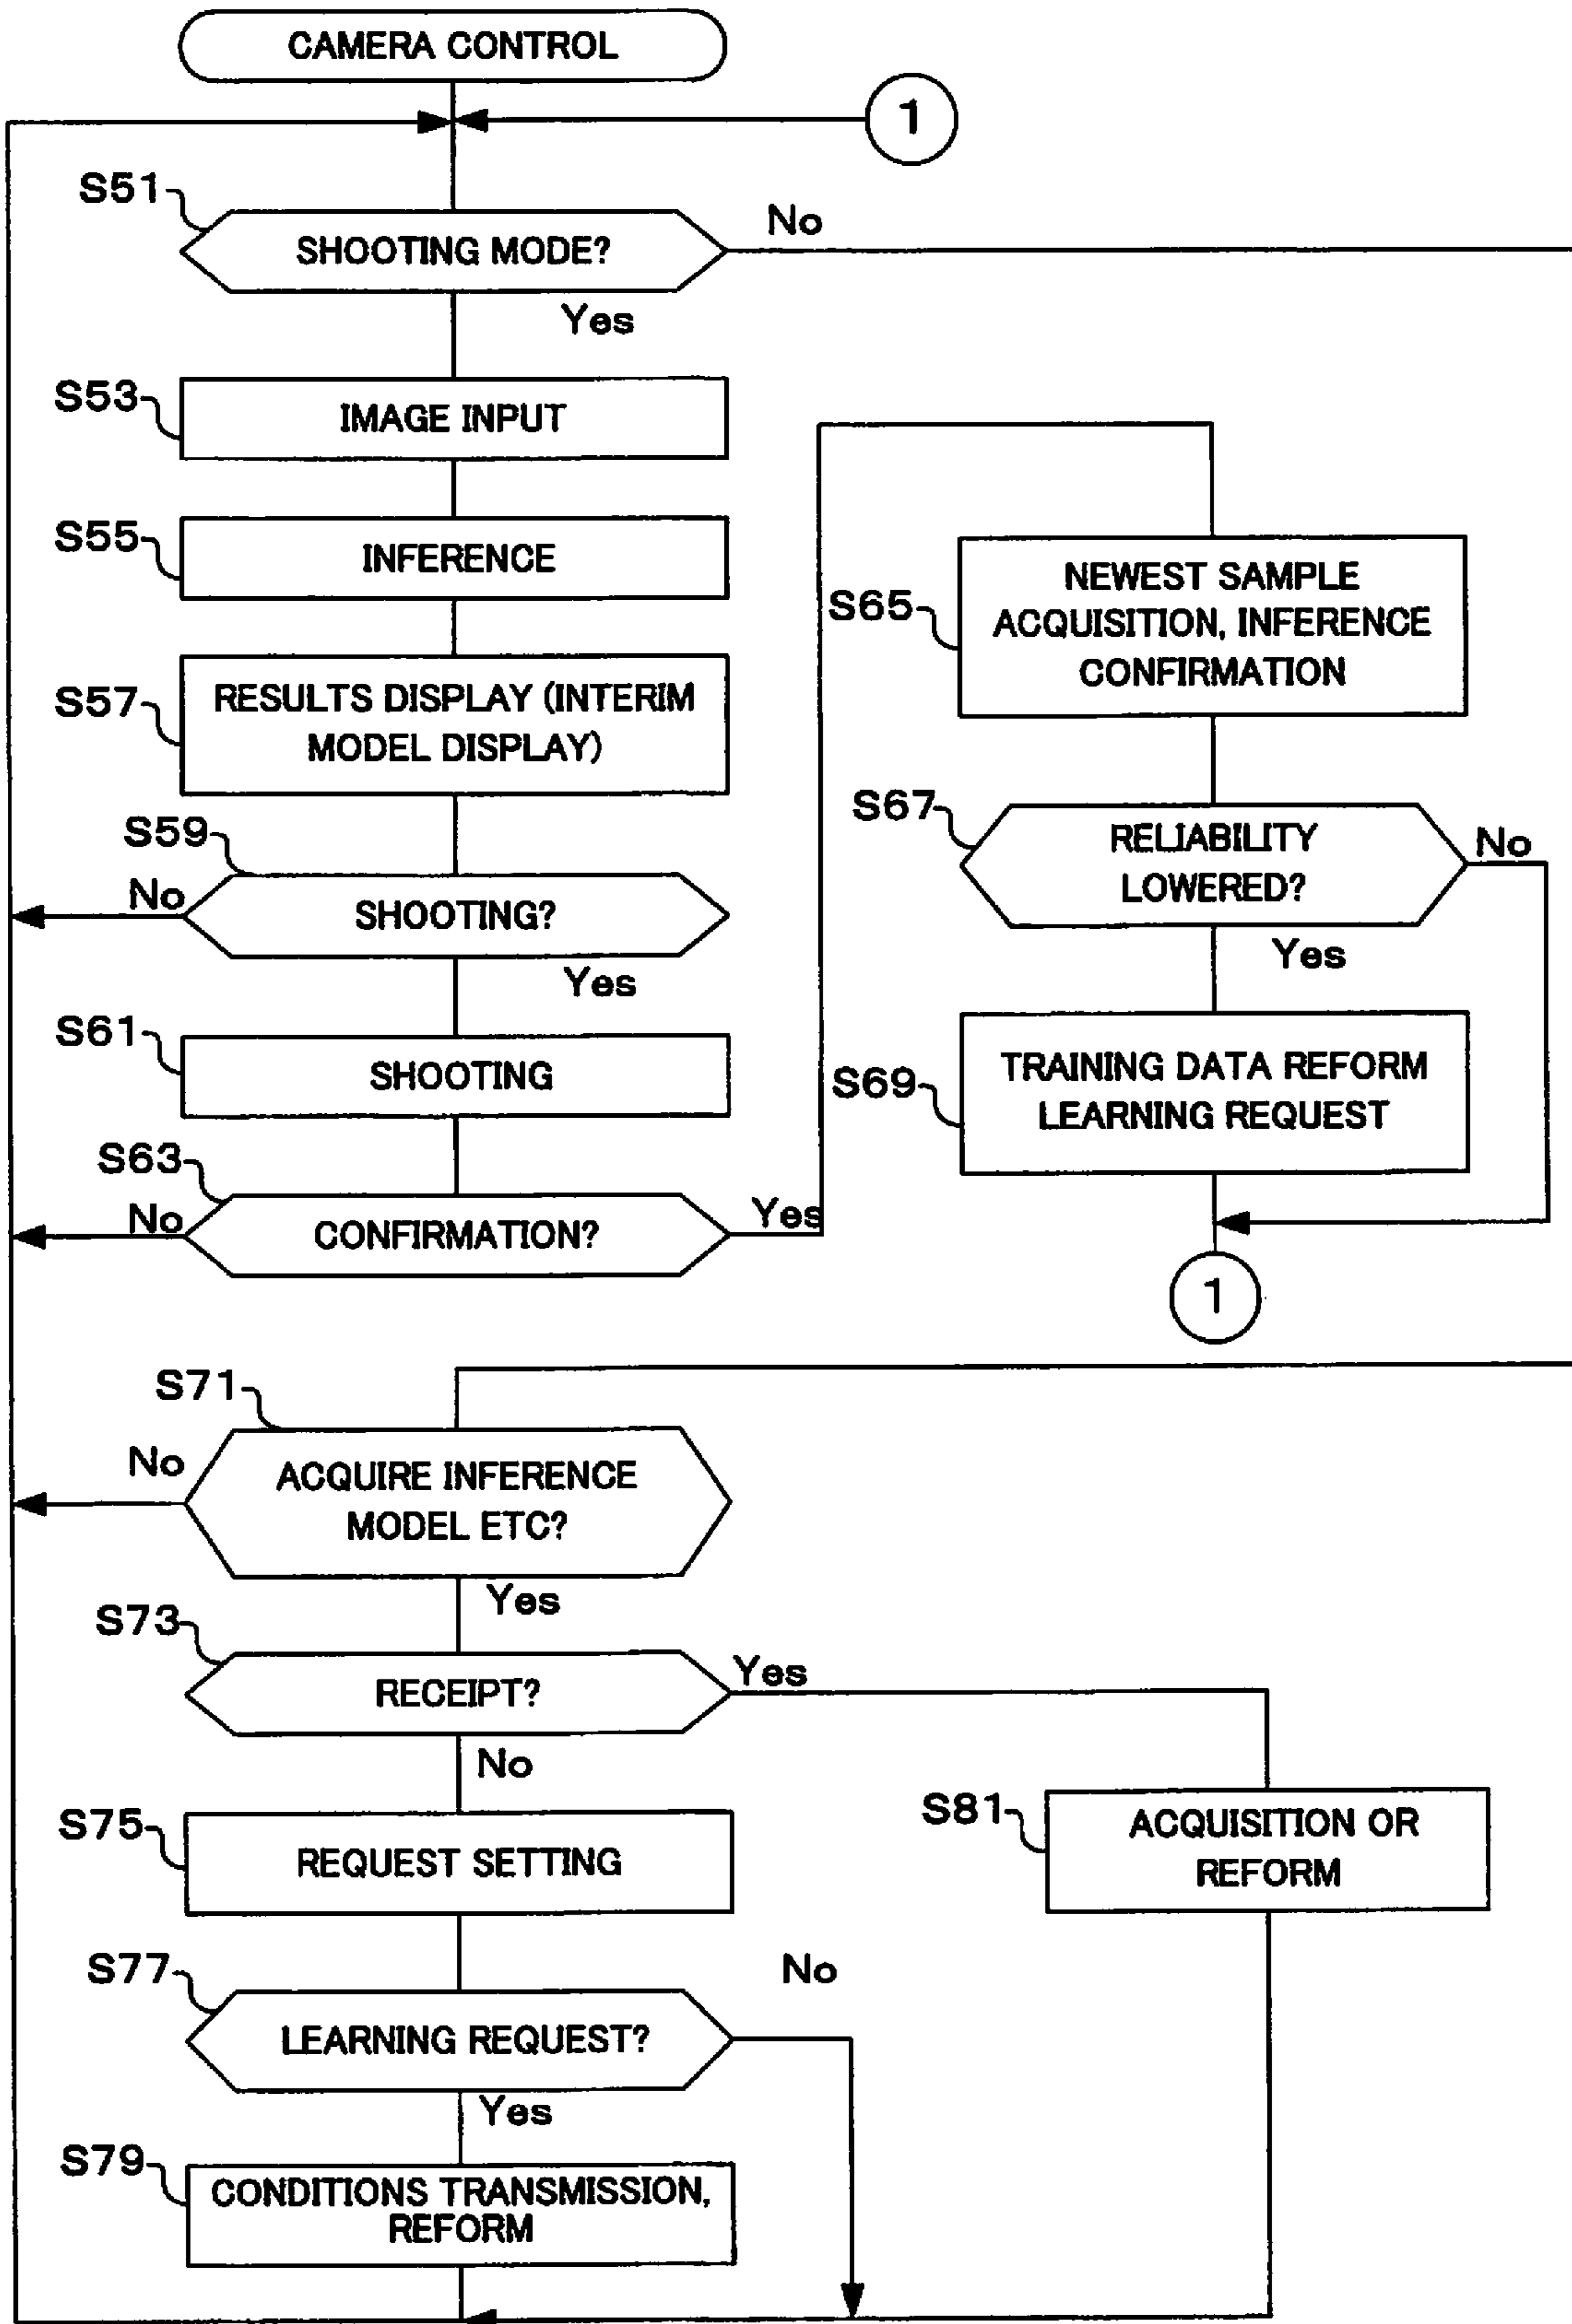 CAMERA CONTROL
1
S51
SHOOTING MODE?
No
Yes
S53
IMAGE INPUT
S55
INFERENCE
S57
RESULTS DISPLAY (INTERIM
MODEL DISPLAY)
S59
No
SHOOTING?
Yes
S61
SHOOTING
S63
No
CONFIRMATION?
Yes
S65
NEWEST SAMPLE
ACQUISITION, INFERENCE
CONFIRMATION
S67
RELIABILITY
LOWERED?
No
Yes
S69
TRAINING DATA REFORM
LEARNING REQUEST
1
S71
No
ACQUIRE INFERENCE
MODEL ETC?
Yes
S73
RECEIPT?
Yes
No
S75
REQUEST SETTING
S81
ACQUISITION OR
REFORM
S77
No
LEARNING REQUEST?
Yes
S79
CONDITIONS TRANSMISSION,
REFORM